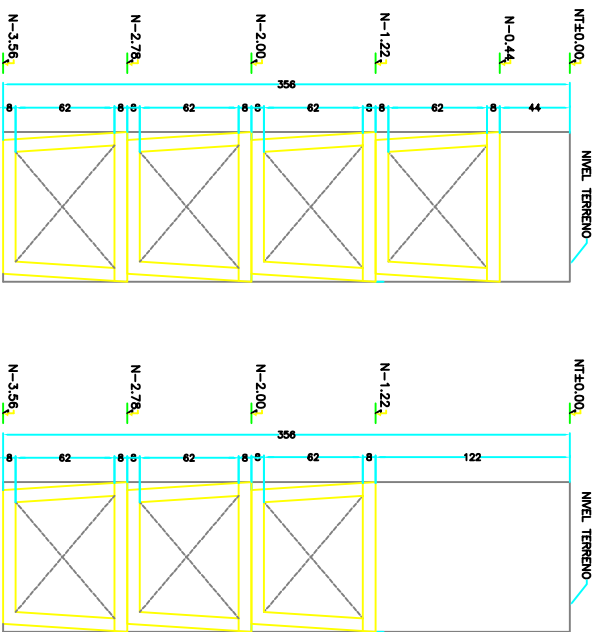 N-3.56
N-2.78
N-2.00
N-1.22
N-0.44
NT±0.00
356
8 62 8 8 62 8 8 62 8 8 62 8 44
NIVEL TERRENO
N-3.56
N-2.78
N-2.00
N-1.22
NT±0.00
356
8 62 8 8 62 8 8 62 8 122
NIVEL TERRENO